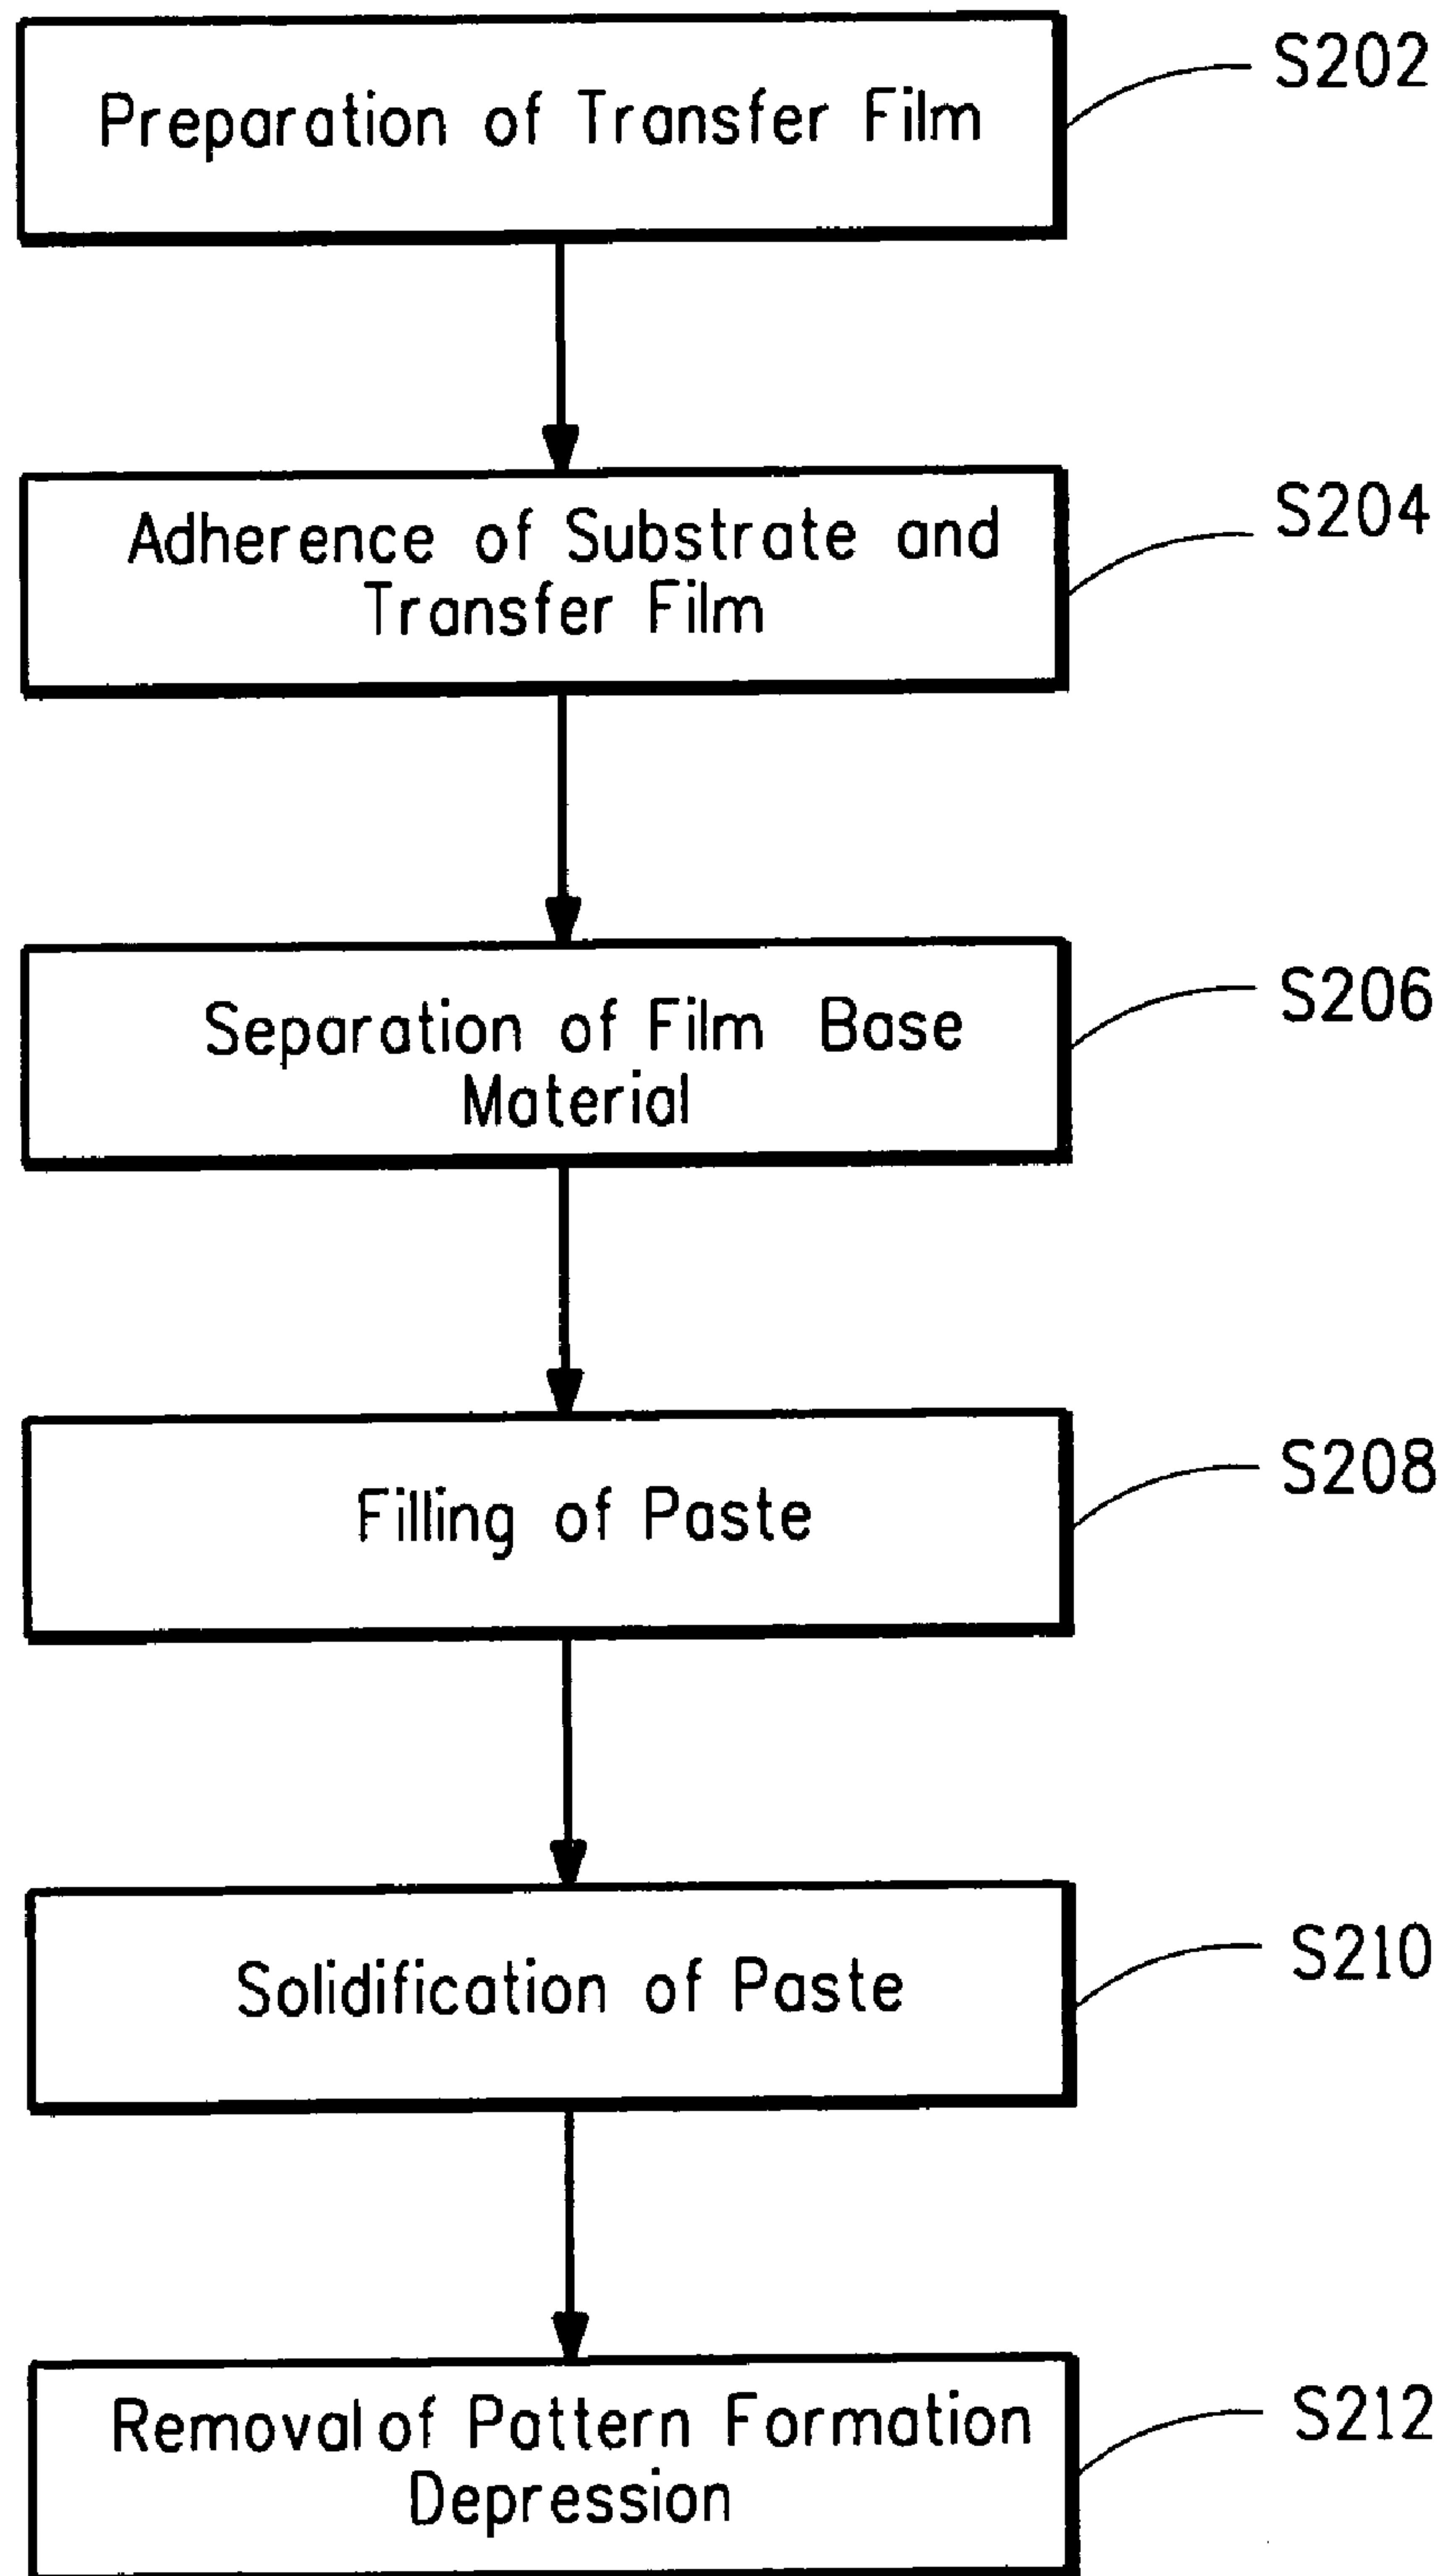 Preparation of Transfer Film
S202
Adherence of Substrate and
Transfer Film
S204
Separation of Film Base
Material
S206
Filling of Paste
S208
Solidification of Paste
S210
Removal of Pattern Formation
Depression
S212